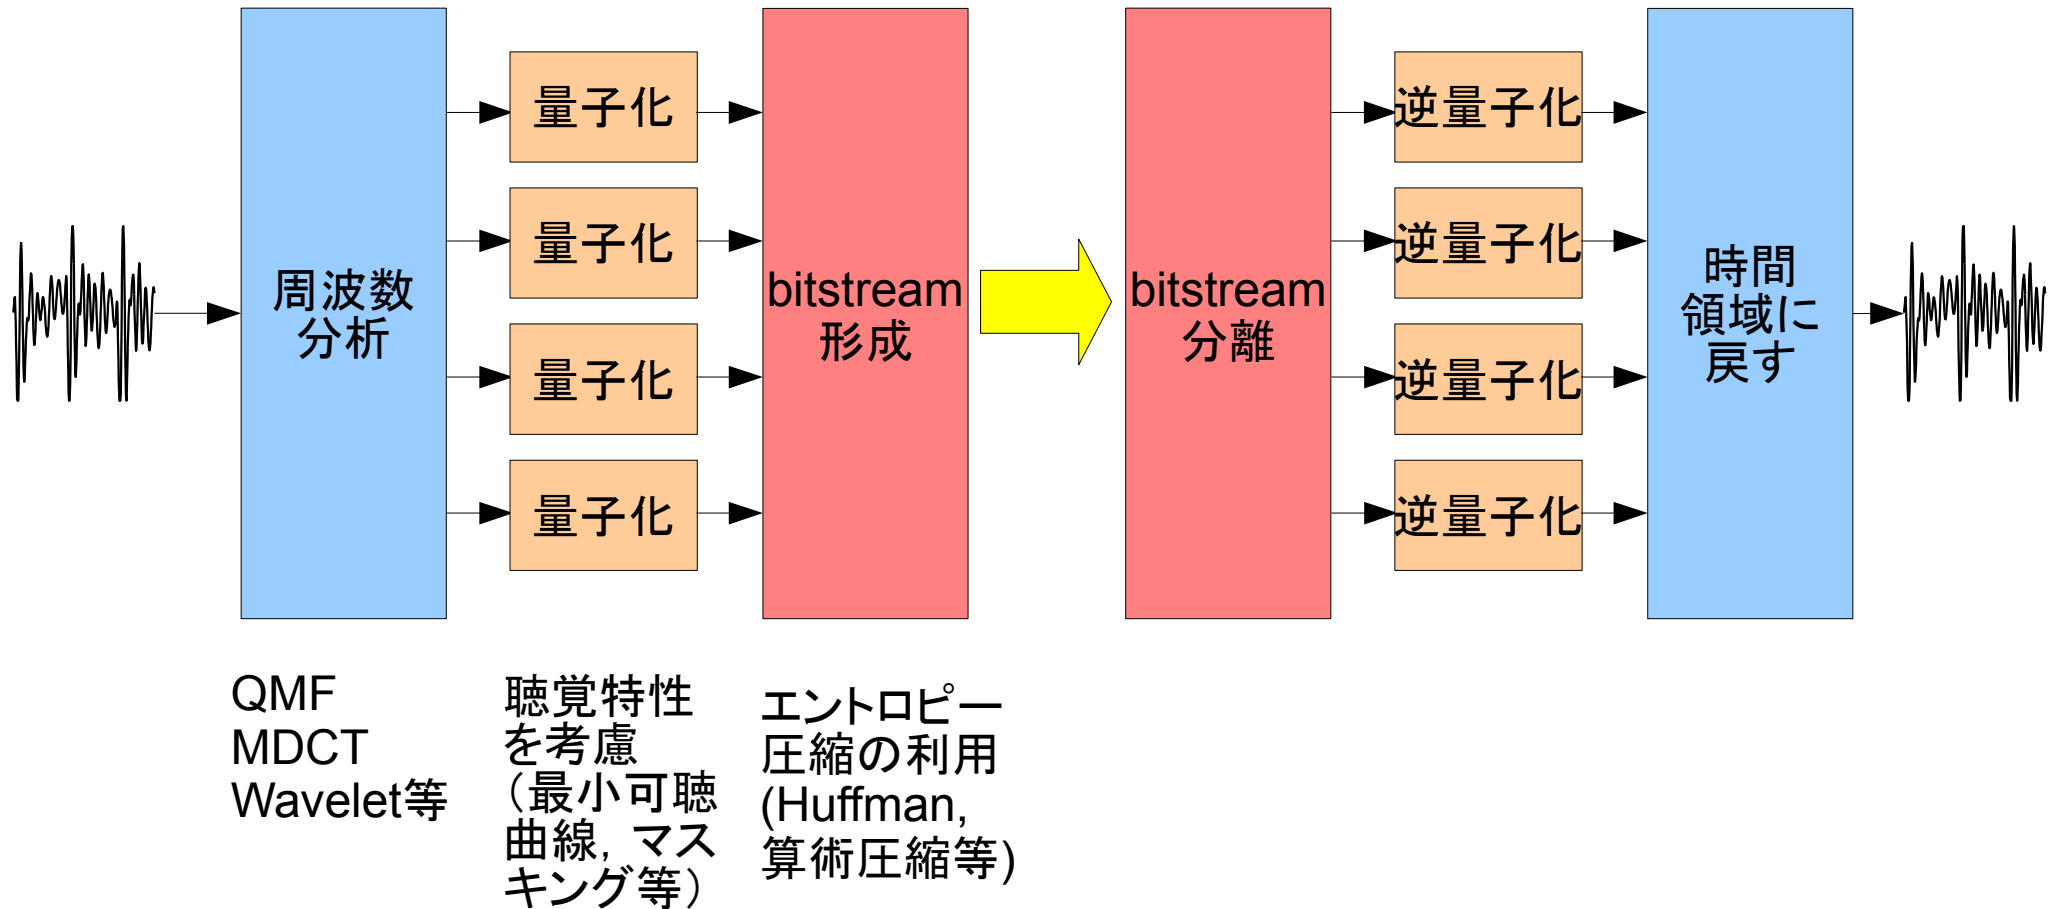 周波数
分析
量子化
量子化
量子化
量子化
bitstream
形成
bitstream
分離
逆量子化
逆量子化
逆量子化
逆量子化
時間
領域に
戻す
QMF
MDCT
Wavelet等
聴覚特性
を考慮
（最小可聴
曲線, マス
キング等）
エントロピー
圧縮の利用
(Huffman,
算術圧縮等)